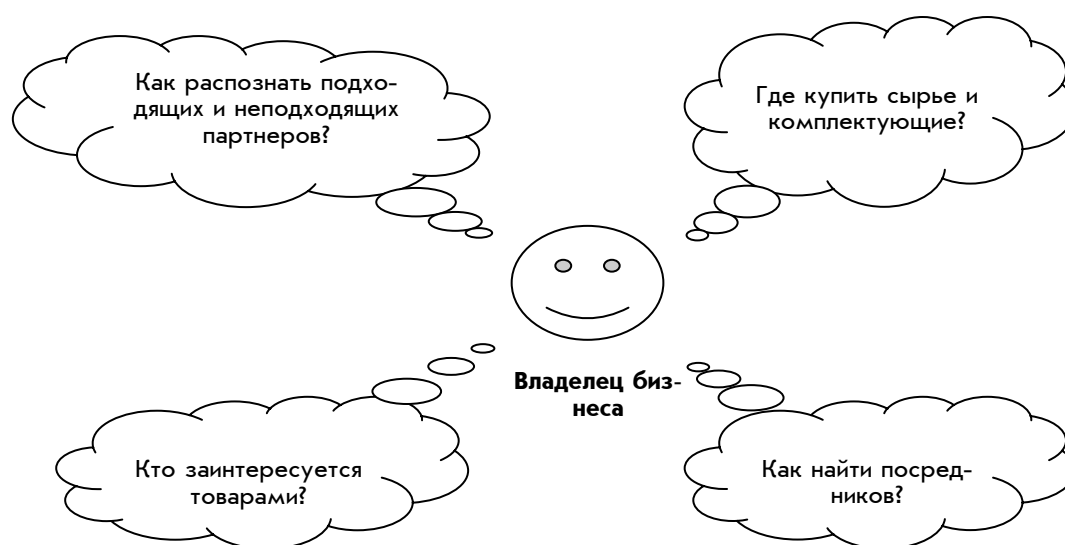 Как распознать подхо-
дящих и неподходящих
партнеров?
Где купить сырье и
комплектующие?
Владелец биз-
неса
Кто заинтересуется
товарами?
Как найти посред-
ников?